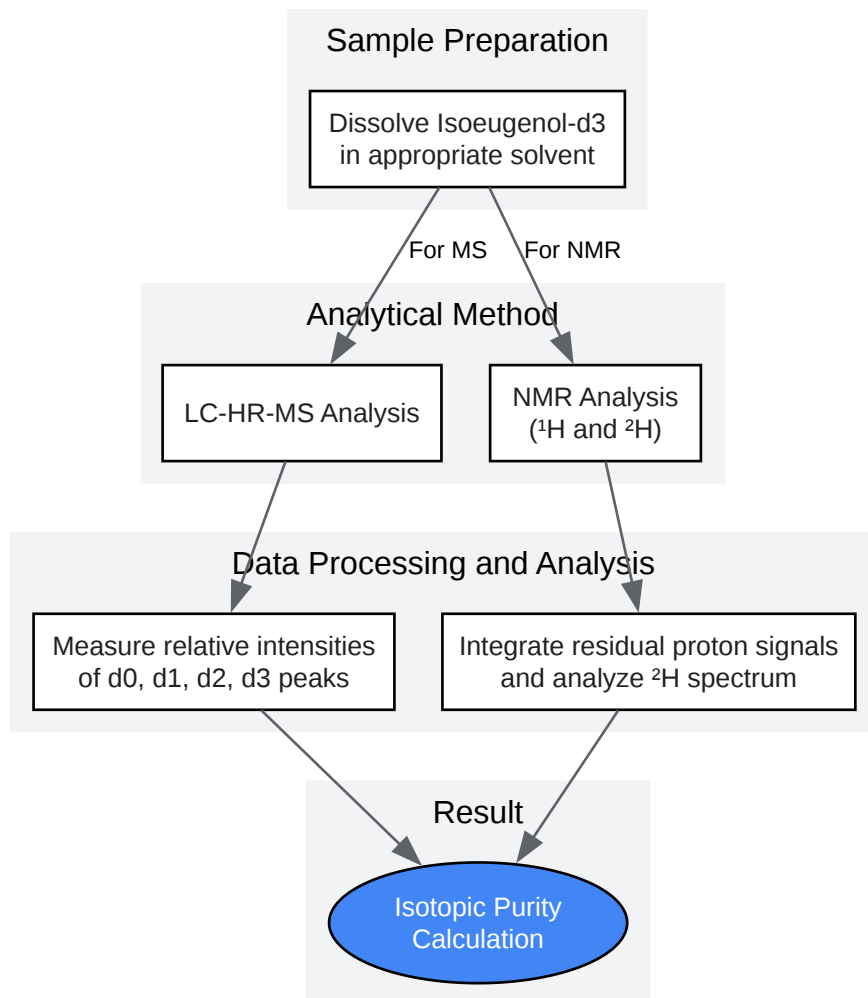 Sample Preparation
Dissolve Isoeugenol-d3
in appropriate solvent
For MS
For NMR
Analytical Method
LC-HR-MS Analysis
NMR Analysis
(¹H and ²H)
Data Processing and Analysis
Measure relative intensities
of d0, d1, d2, d3 peaks
Integrate residual proton signals
and analyze ²H spectrum
Result
Isotopic Purity
Calculation